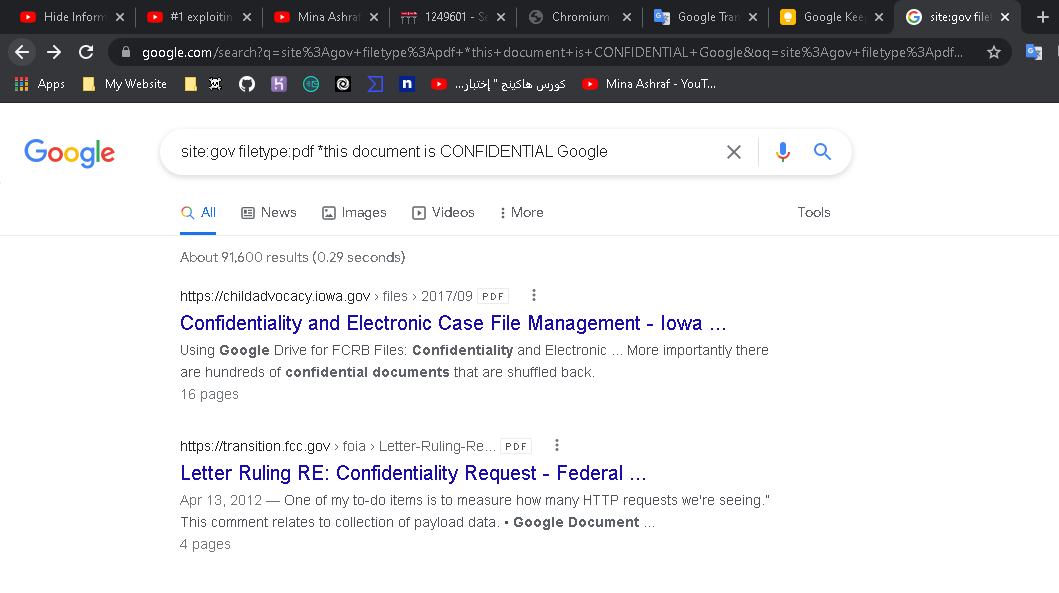 Hide Inform
#1 exploitin
Mina Ashraf
1249601 - Se
Chromium
Google Tran
Google Keep
site:gov filet
google.com/search?q=site%3Agov+filetype%3Apdf+*this+document+is+CONFIDENTIAL+Google&oq=site%3Agov+filetype%3Apdf...
Apps
My Website
كورس هاكينج " إختبار...
Mina Ashraf - YouT...
Google
site:gov filetype:pdf *this document is CONFIDENTIAL Google
All
News
Images
Videos
More
Tools
About 91,600 results (0.29 seconds)
https://childadvocacy.iowa.gov › files › 2017/09 PDF
Confidentiality and Electronic Case File Management - Iowa ...
Using Google Drive for FCRB Files: Confidentiality and Electronic ... More importantly there
are hundreds of confidential documents that are shuffled back.
16 pages
https://transition.fcc.gov › foia › Letter-Ruling-Re... PDF
Letter Ruling RE: Confidentiality Request - Federal ...
Apr 13, 2012 — One of my to-do items is to measure how many HTTP requests we're seeing."
This comment relates to collection of payload data. • Google Document ...
4 pages